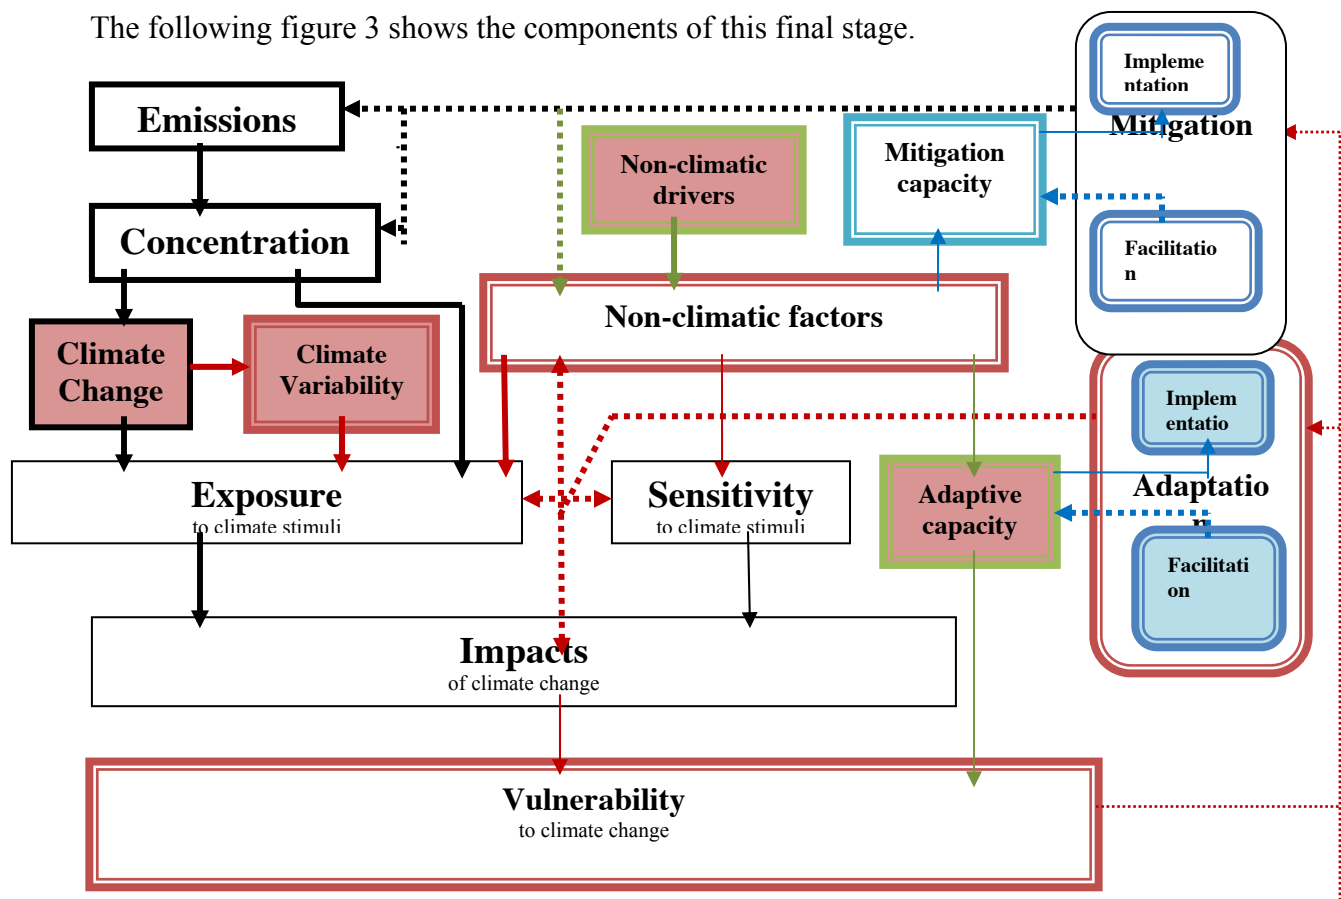 The following figure 3 shows the components of this final stage.
Impleme
ntation
Mitigation
Emissions
Non-climatic
drivers
Mitigation
capacity
Facilitatio
n
Concentration
Non-climatic factors
Climate
Change
Climate
Variability
Implem
entatio
Exposure
to climate stimuli
Sensitivity
to climate stimuli
Adaptive
capacity
Adaptatio
n
Facilitati
on
Impacts
of climate change
Vulnerability
to climate change